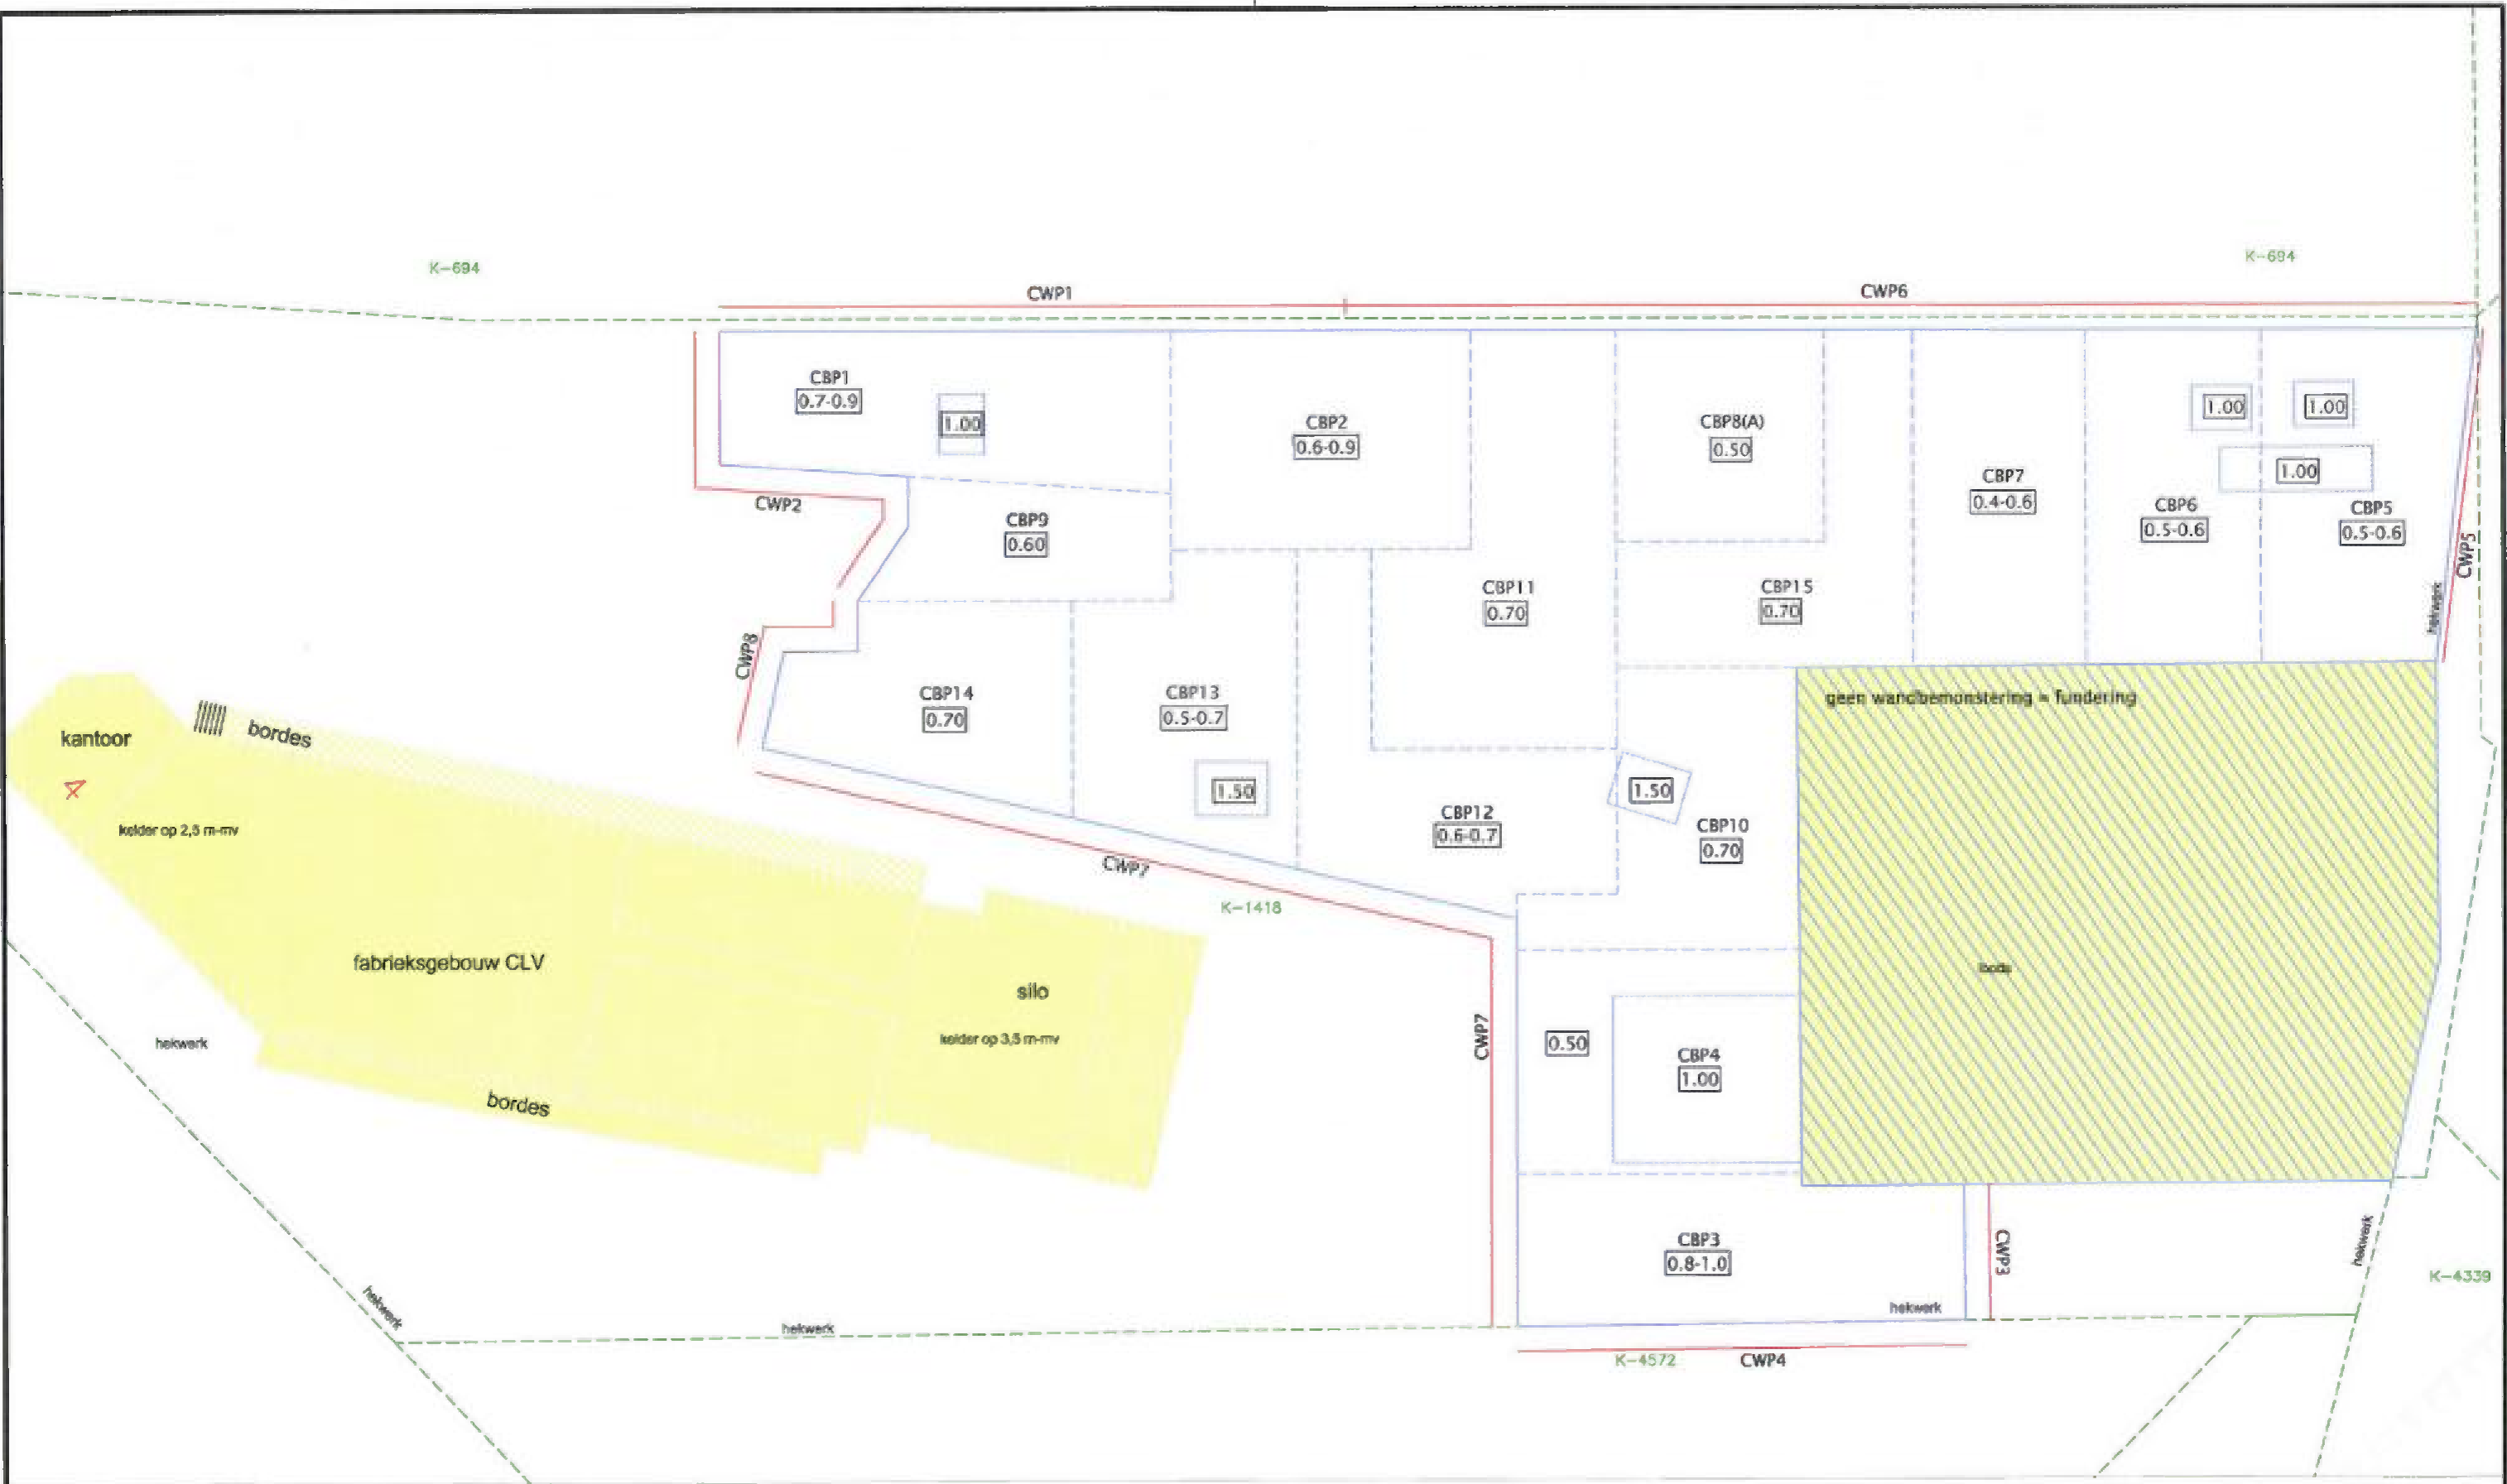 K-694
K-694
CWP1
CWP6
CBP1
0.7-0.9
1.00
CBP2
0.6-0.9
CBP8(A)
0.50
1.00
1.00
1.00
CBP7
0.4-0.6
CBP6
0.5-0.6
CBP5
0.5-0.6
CWP5
hekwerk
CWP2
CBP9
0.60
CBP11
0.70
CBP15
0.70
CWP8
CBP14
0.70
CBP13
0.5-0.7
1.50
geen wandbemonstering = fundering
kantoor
bordes
kelder op 2,5 m-mv
1.50
CBP12
0.6-0.7
CBP10
0.70
CWP7
K-1418
fabrieksgebouw CLV
silo
kelder op 3,5 m-mv
loods
hekwerk
bordes
CWP7
0.50
CBP4
1.00
CBP3
0.8-1.0
hekwerk
CWP3
hekwerk
K-4339
hekwerk
hekwerk
K-4572
CWP4